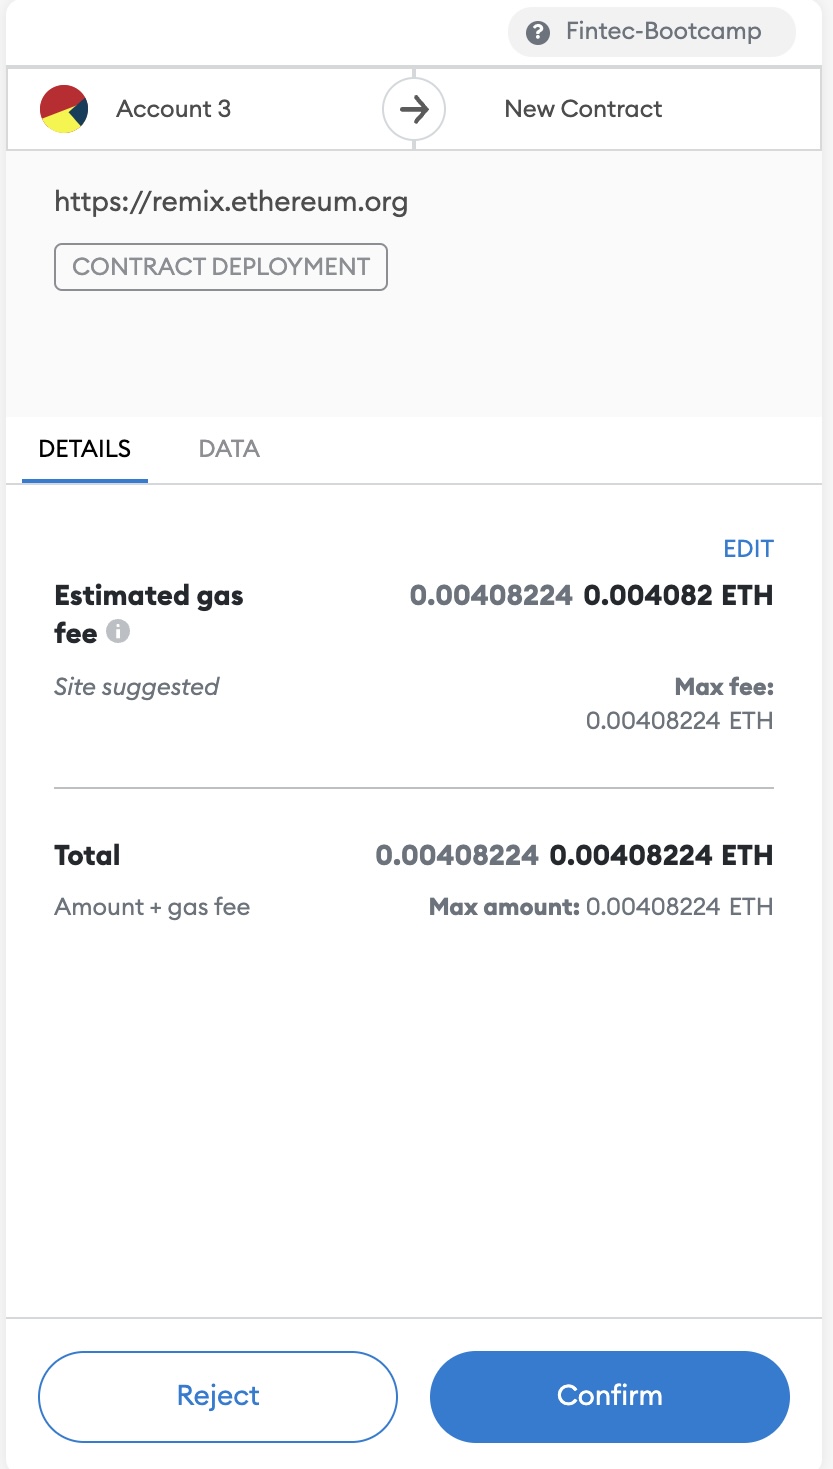 Fintec-Bootcamp
Account 3
New Contract
https://remix.ethereum.org
CONTRACT DEPLOYMENT
DETAILS DATA
EDIT
Estimated gas fee 0.00408224 0.004082 ETH
Site suggested Max fee:
0.00408224 ETH
Total 0.00408224 0.00408224 ETH
Amount + gas fee Max amount: 0.00408224 ETH
Reject Confirm